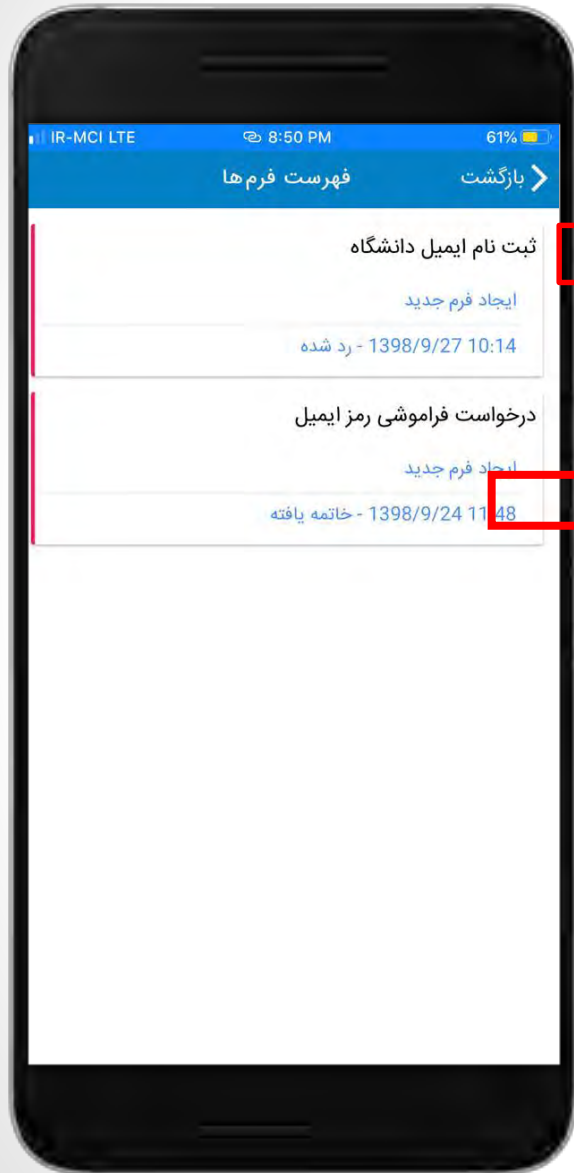 IR-MCI LTE 8:50 PM 61%
بازگشت فهرست فرم‌ها
ثبت نام ایمیل دانشگاه
ایجاد فرم جدید
1398/9/27 10:14 - رد شده
درخواست فراموشی رمز ایمیل
ایجاد فرم جدید
1398/9/24 11:48 - خاتمه یافته